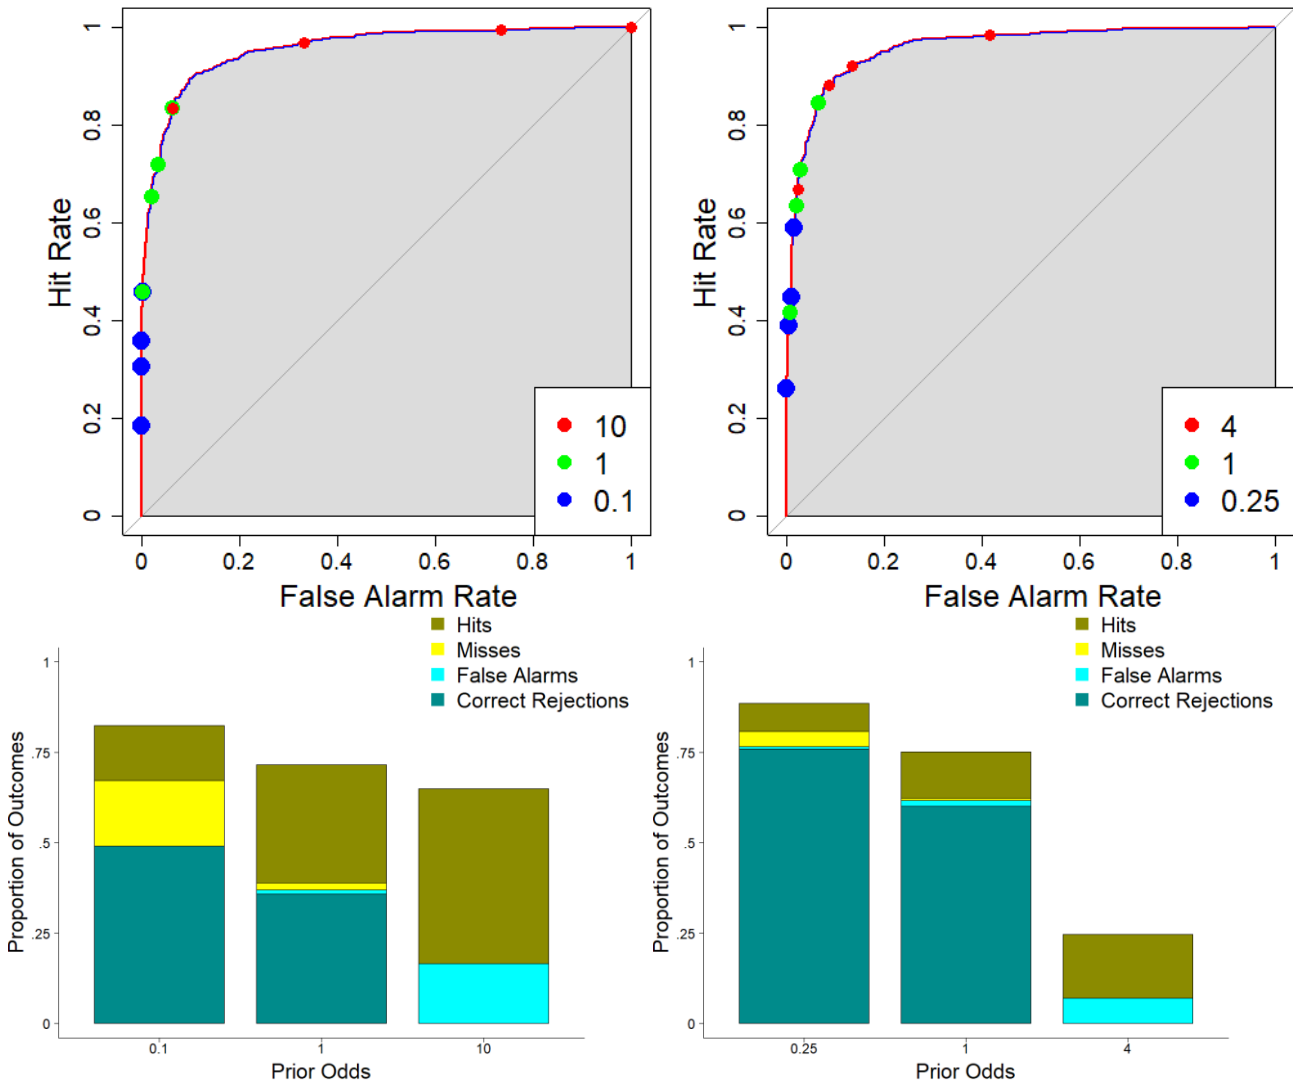 1
0.8
0.6
0.4
0.2
0
Hit Rate
0 0.2 0.4 0.6 0.8 1
False Alarm Rate
10
1
0.1
1
0.8
0.6
0.4
0.2
0
Hit Rate
0 0.2 0.4 0.6 0.8 1
False Alarm Rate
4
1
0.25
Hits
Misses
False Alarms
Correct Rejections
1
.75
.5
.25
0
Proportion of Outcomes
0.1 1 10
Prior Odds
Hits
Misses
False Alarms
Correct Rejections
1
.75
.5
.25
0
Proportion of Outcomes
0.25 1 4
Prior Odds